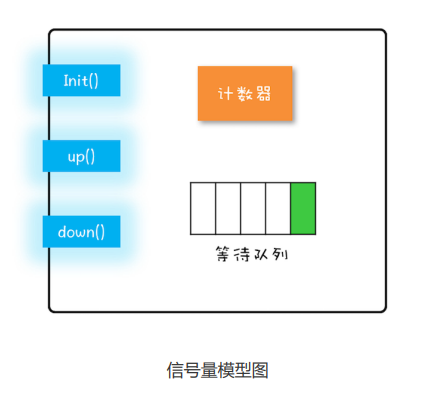 Init()
计数器
up()
down()
等待队列
信号量模型图